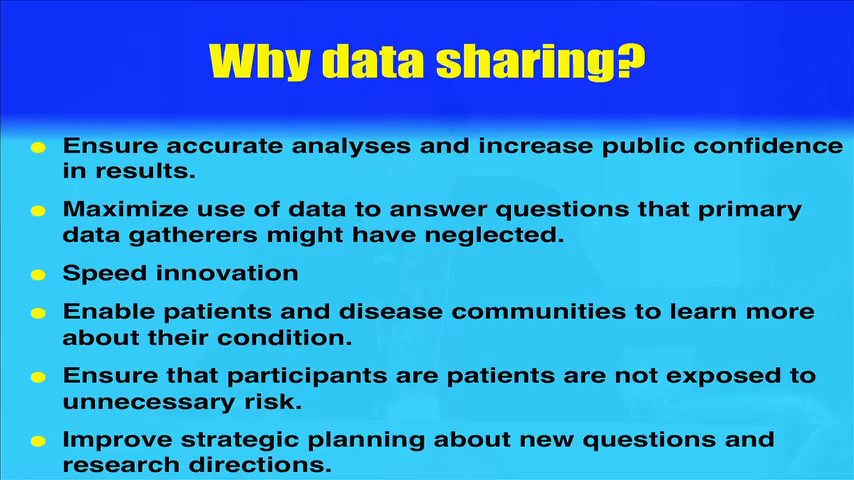 Why data sharing?
Ensure accurate analyses and increase public confidence
in results.
Maximize use of data to answer questions that primary
data gatherers might have neglected.
Speed innovation
Enable patients and disease communities to learn more
about their condition.
Ensure that participants are patients are not exposed to
unnecessary risk.
Improve strategic planning about new questions and
research directions.